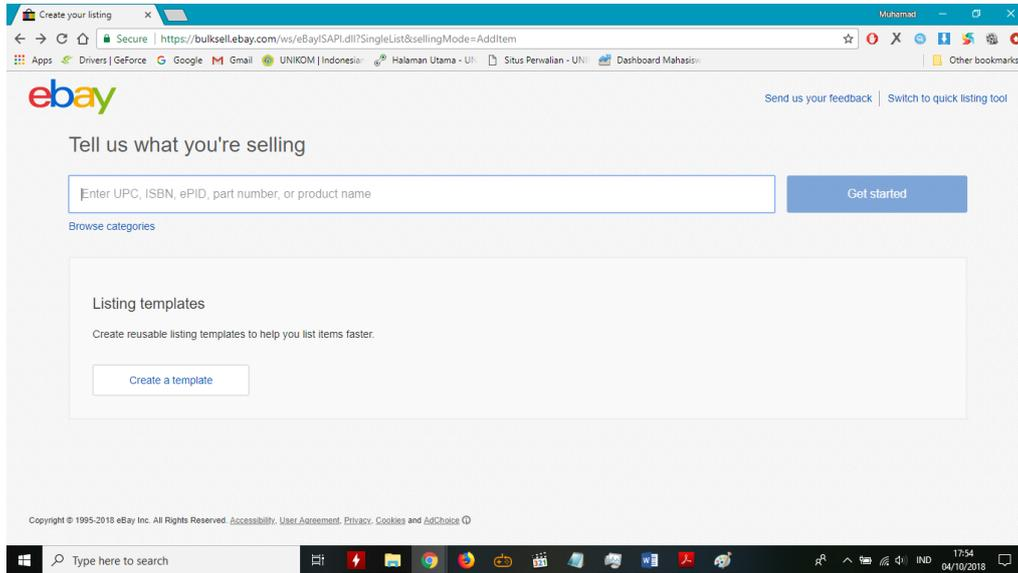 Create your listing
Muhamad
Secure | https://bulksell.ebay.com/ws/eBayISAPI.dll?SingleList&sellingMode=AddItem
Apps Drivers | GeForce Google Gmail UNIKOM | Indonesian Halaman Utama - UN Situs Perwalian - UNI Dashboard Mahasisw Other bookmarks
ebay
Send us your feedback | Switch to quick listing tool
Tell us what you're selling
Enter UPC, ISBN, ePID, part number, or product name
Get started
Browse categories
Listing templates
Create reusable listing templates to help you list items faster.
Create a template
Copyright © 1995-2018 eBay Inc. All Rights Reserved. Accessibility, User Agreement, Privacy, Cookies and AdChoice
Type here to search
IND
17:54
04/10/2018